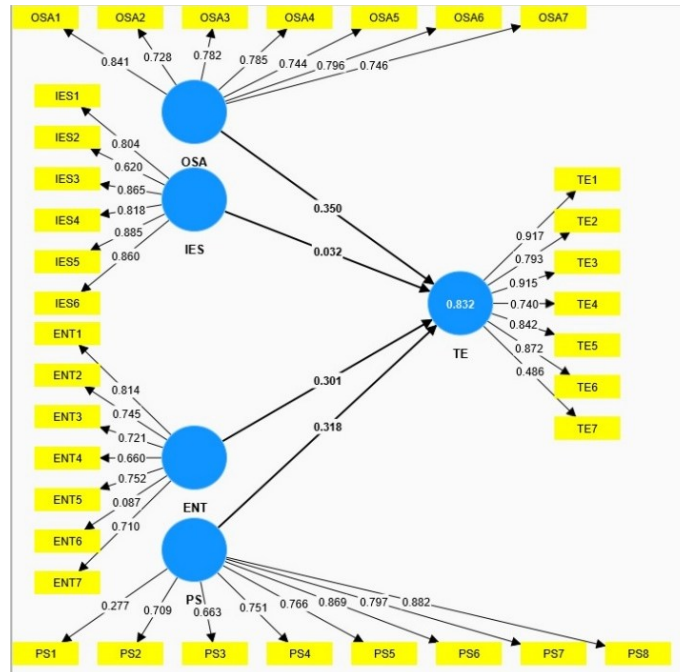 OSA1 OSA2 OSA3 OSA4 OSA5 OSA6 OSA7
0.841 0.728 0.782 0.785 0.744 0.796 0.746
OSA
IES1
IES2
IES3
IES4
IES5
IES6
0.804
0.620
0.865
0.818
0.885
0.860
IES
ENT1
ENT2
ENT3
ENT4
ENT5
ENT6
ENT7
0.814
0.745
0.721
0.660
0.752
0.087
0.710
ENT
PS
0.277 0.709 0.663 0.751 0.766 0.869 0.797 0.882
PS1 PS2 PS3 PS4 PS5 PS6 PS7 PS8
0.350
0.032
0.301
0.318
0.832
TE
0.917
0.793
0.915
0.740
0.842
0.872
0.486
TE1
TE2
TE3
TE4
TE5
TE6
TE7